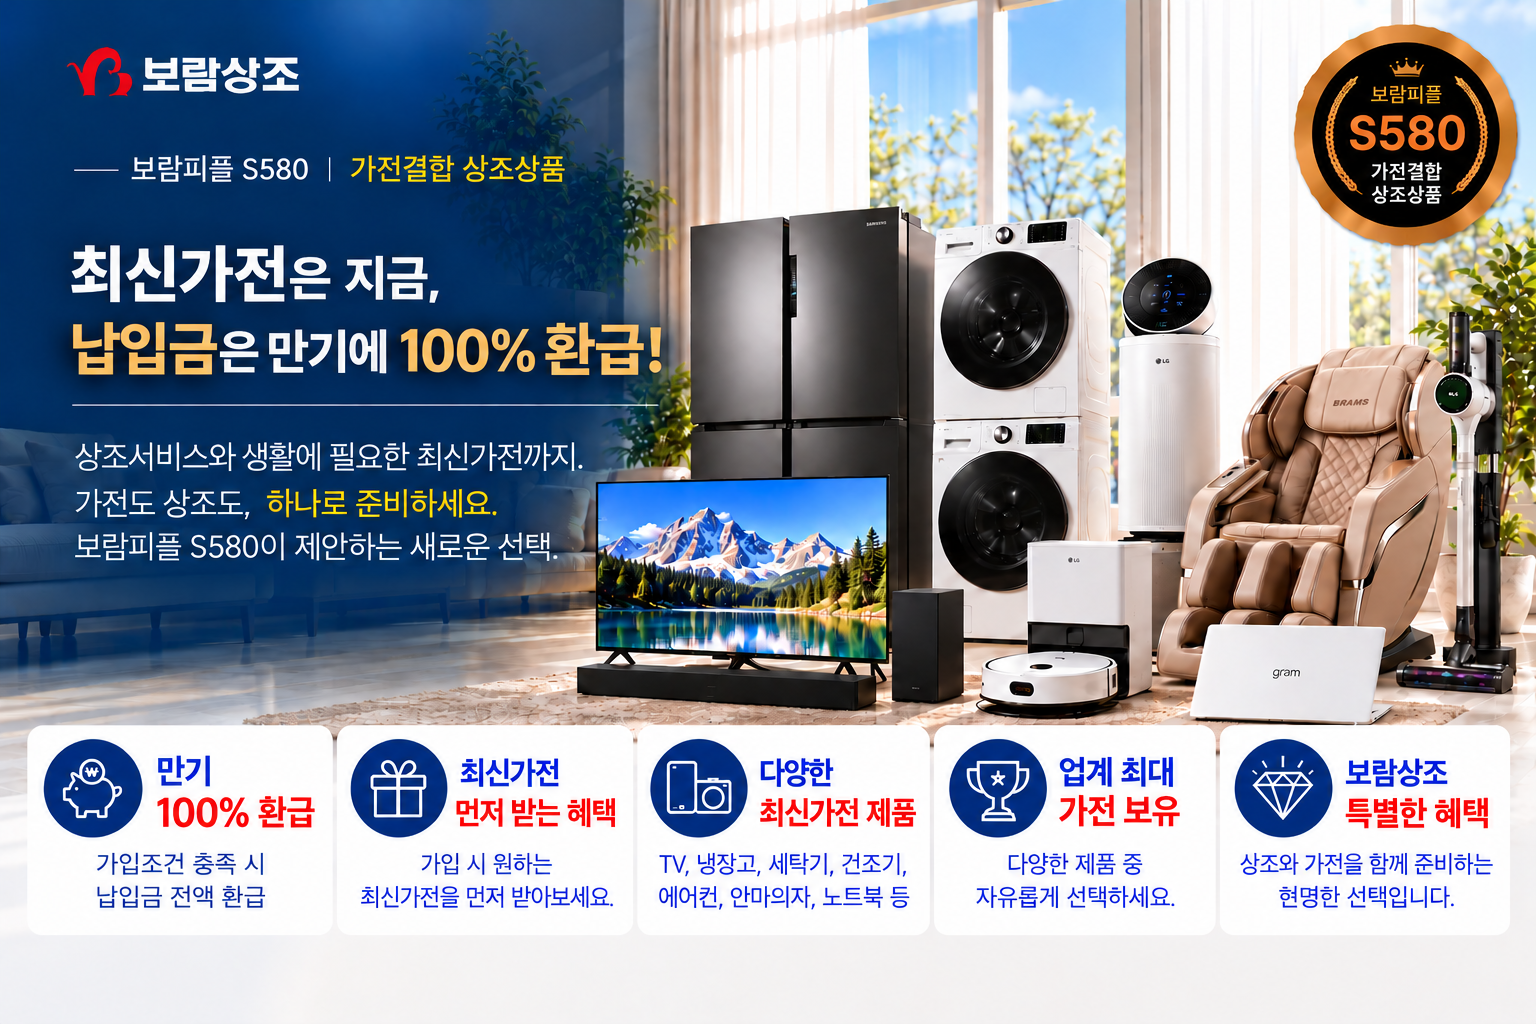 보람상조
보람피플 S580 | 가전결합 상조상품
보람피플
S580
가전결합
상조상품
최신가전은 지금,
납입금은 만기에 100% 환급!
상조서비스와 생활에 필요한 최신가전까지.
가전도 상조도, 하나로 준비하세요.
보람피플 S580이 제안하는 새로운 선택.
SAMSUNG
LG
BRAMS
LG
gram
만기
100% 환급
가입조건 충족 시
납입금 전액 환급
최신가전
먼저 받는 혜택
가입 시 원하는
최신가전을 먼저 받아보세요.
다양한
최신가전 제품
TV, 냉장고, 세탁기, 건조기,
에어컨, 안마의자, 노트북 등
업계 최대
가전 보유
다양한 제품 중
자유롭게 선택하세요.
보람상조
특별한 혜택
상조와 가전을 함께 준비하는
현명한 선택입니다.